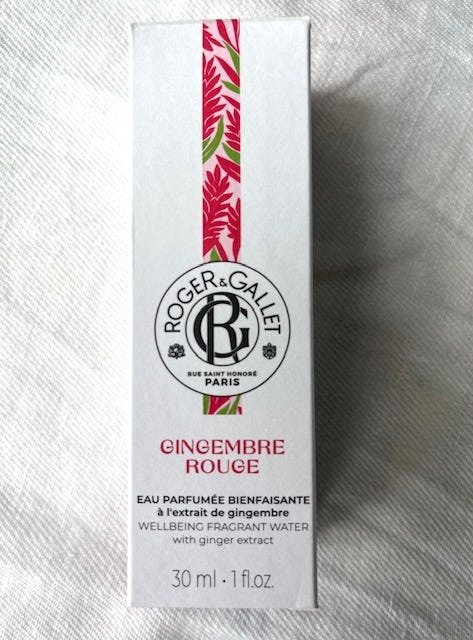 ROGER & GALLET
RG
RUE SAINT HONORÉ
PARIS
GINGEMBRE
ROUGE
EAU PARFUMÉE BIENFAISANTE
à l'extrait de gingembre
WELLBEING FRAGRANT WATER
with ginger extract
30 ml • 1 fl.oz.